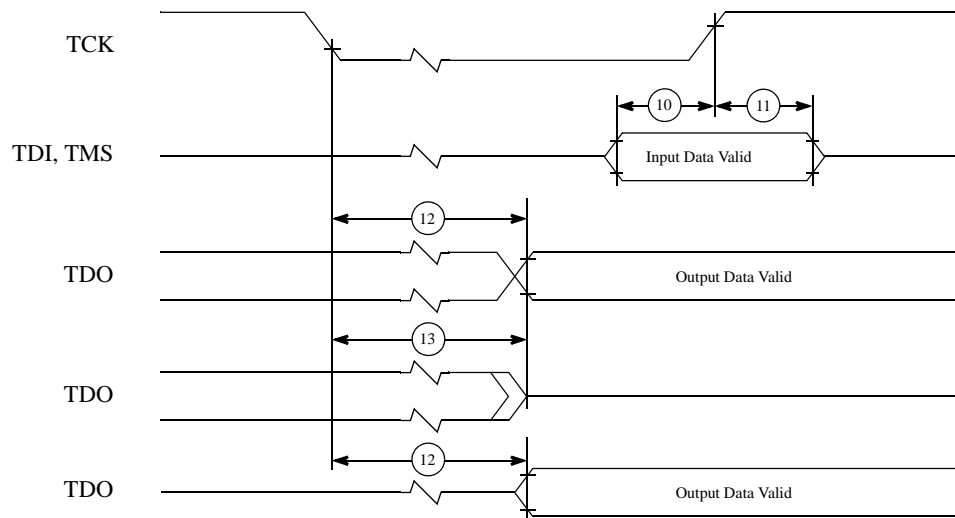 TCK
10
11
TDI, TMS
Input Data Valid
12
TDO
Output Data Valid
13
TDO
12
TDO
Output Data Valid